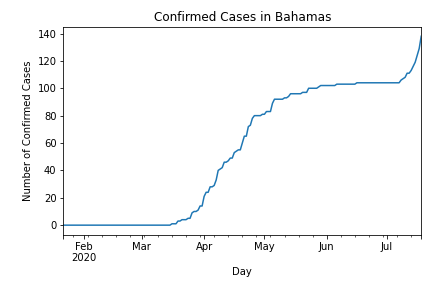 Confirmed Cases in Bahamas
140
120
100
80
60
40
20
0
Number of Confirmed Cases
Feb Mar Apr May Jun Jul
2020
Day